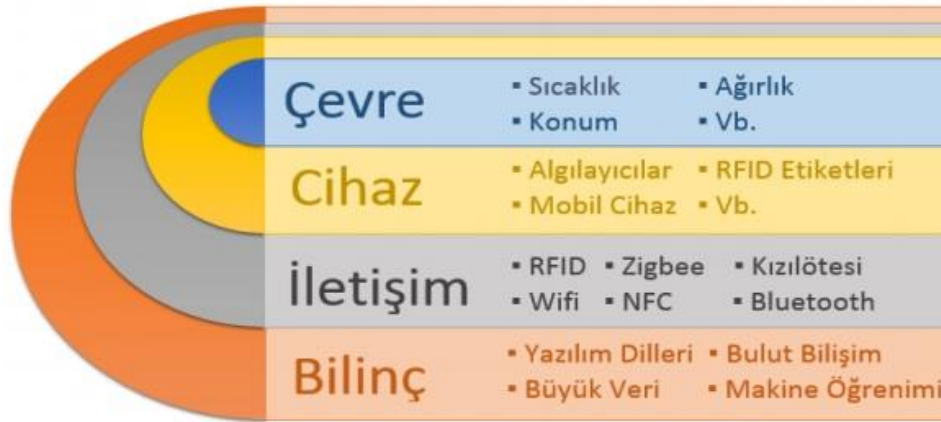 Çevre
▪ Sıcaklık ▪ Ağırlık
▪ Konum ▪ Vb.
Cihaz
▪ Algılayıcılar ▪ RFID Etiketleri
▪ Mobil Cihaz ▪ Vb.
İletişim
▪ RFID ▪ Zigbee ▪ Kızılötesi
▪ Wifi ▪ NFC ▪ Bluetooth
Bilinç
▪ Yazılım Dilleri ▪ Bulut Bilişim
▪ Büyük Veri ▪ Makine Öğrenimi